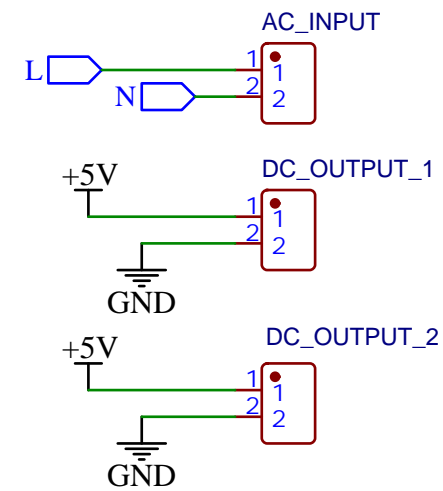 AC_INPUT
L 1 1
N 2 2
+5V DC_OUTPUT_1
1 1
2 2
GND
+5V DC_OUTPUT_2
1 1
2 2
GND